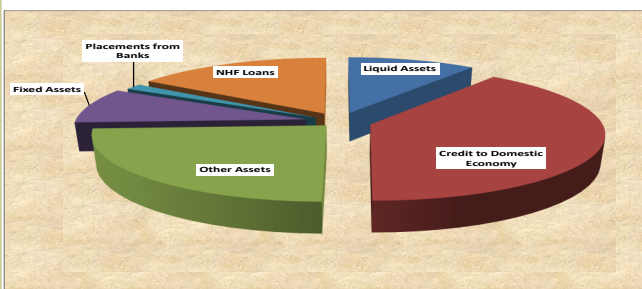 Placements from
Banks
NHF Loans
Liquid Assets
Fixed Assets
Credit to Domestic
Economy
Other Assets